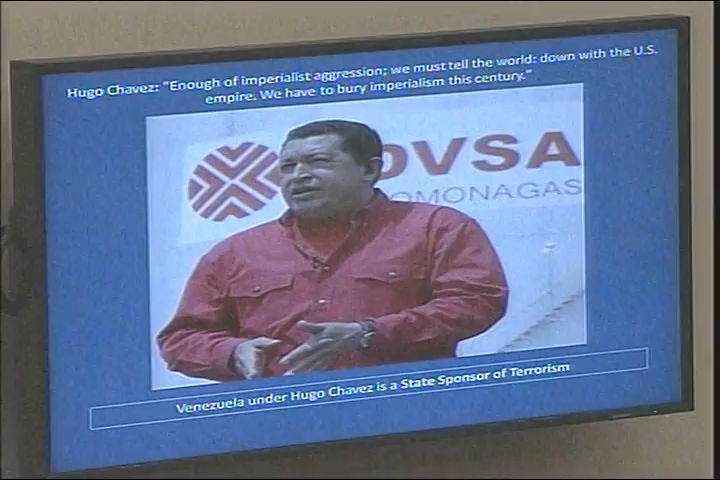 Hugo Chavez: "Enough of imperialist aggression; we must tell the world: down with the U.S.
empire. We have to bury imperialism this century."
DVSA
OMONAGAS
Venezuela under Hugo Chavez is a State Sponsor of Terrorism